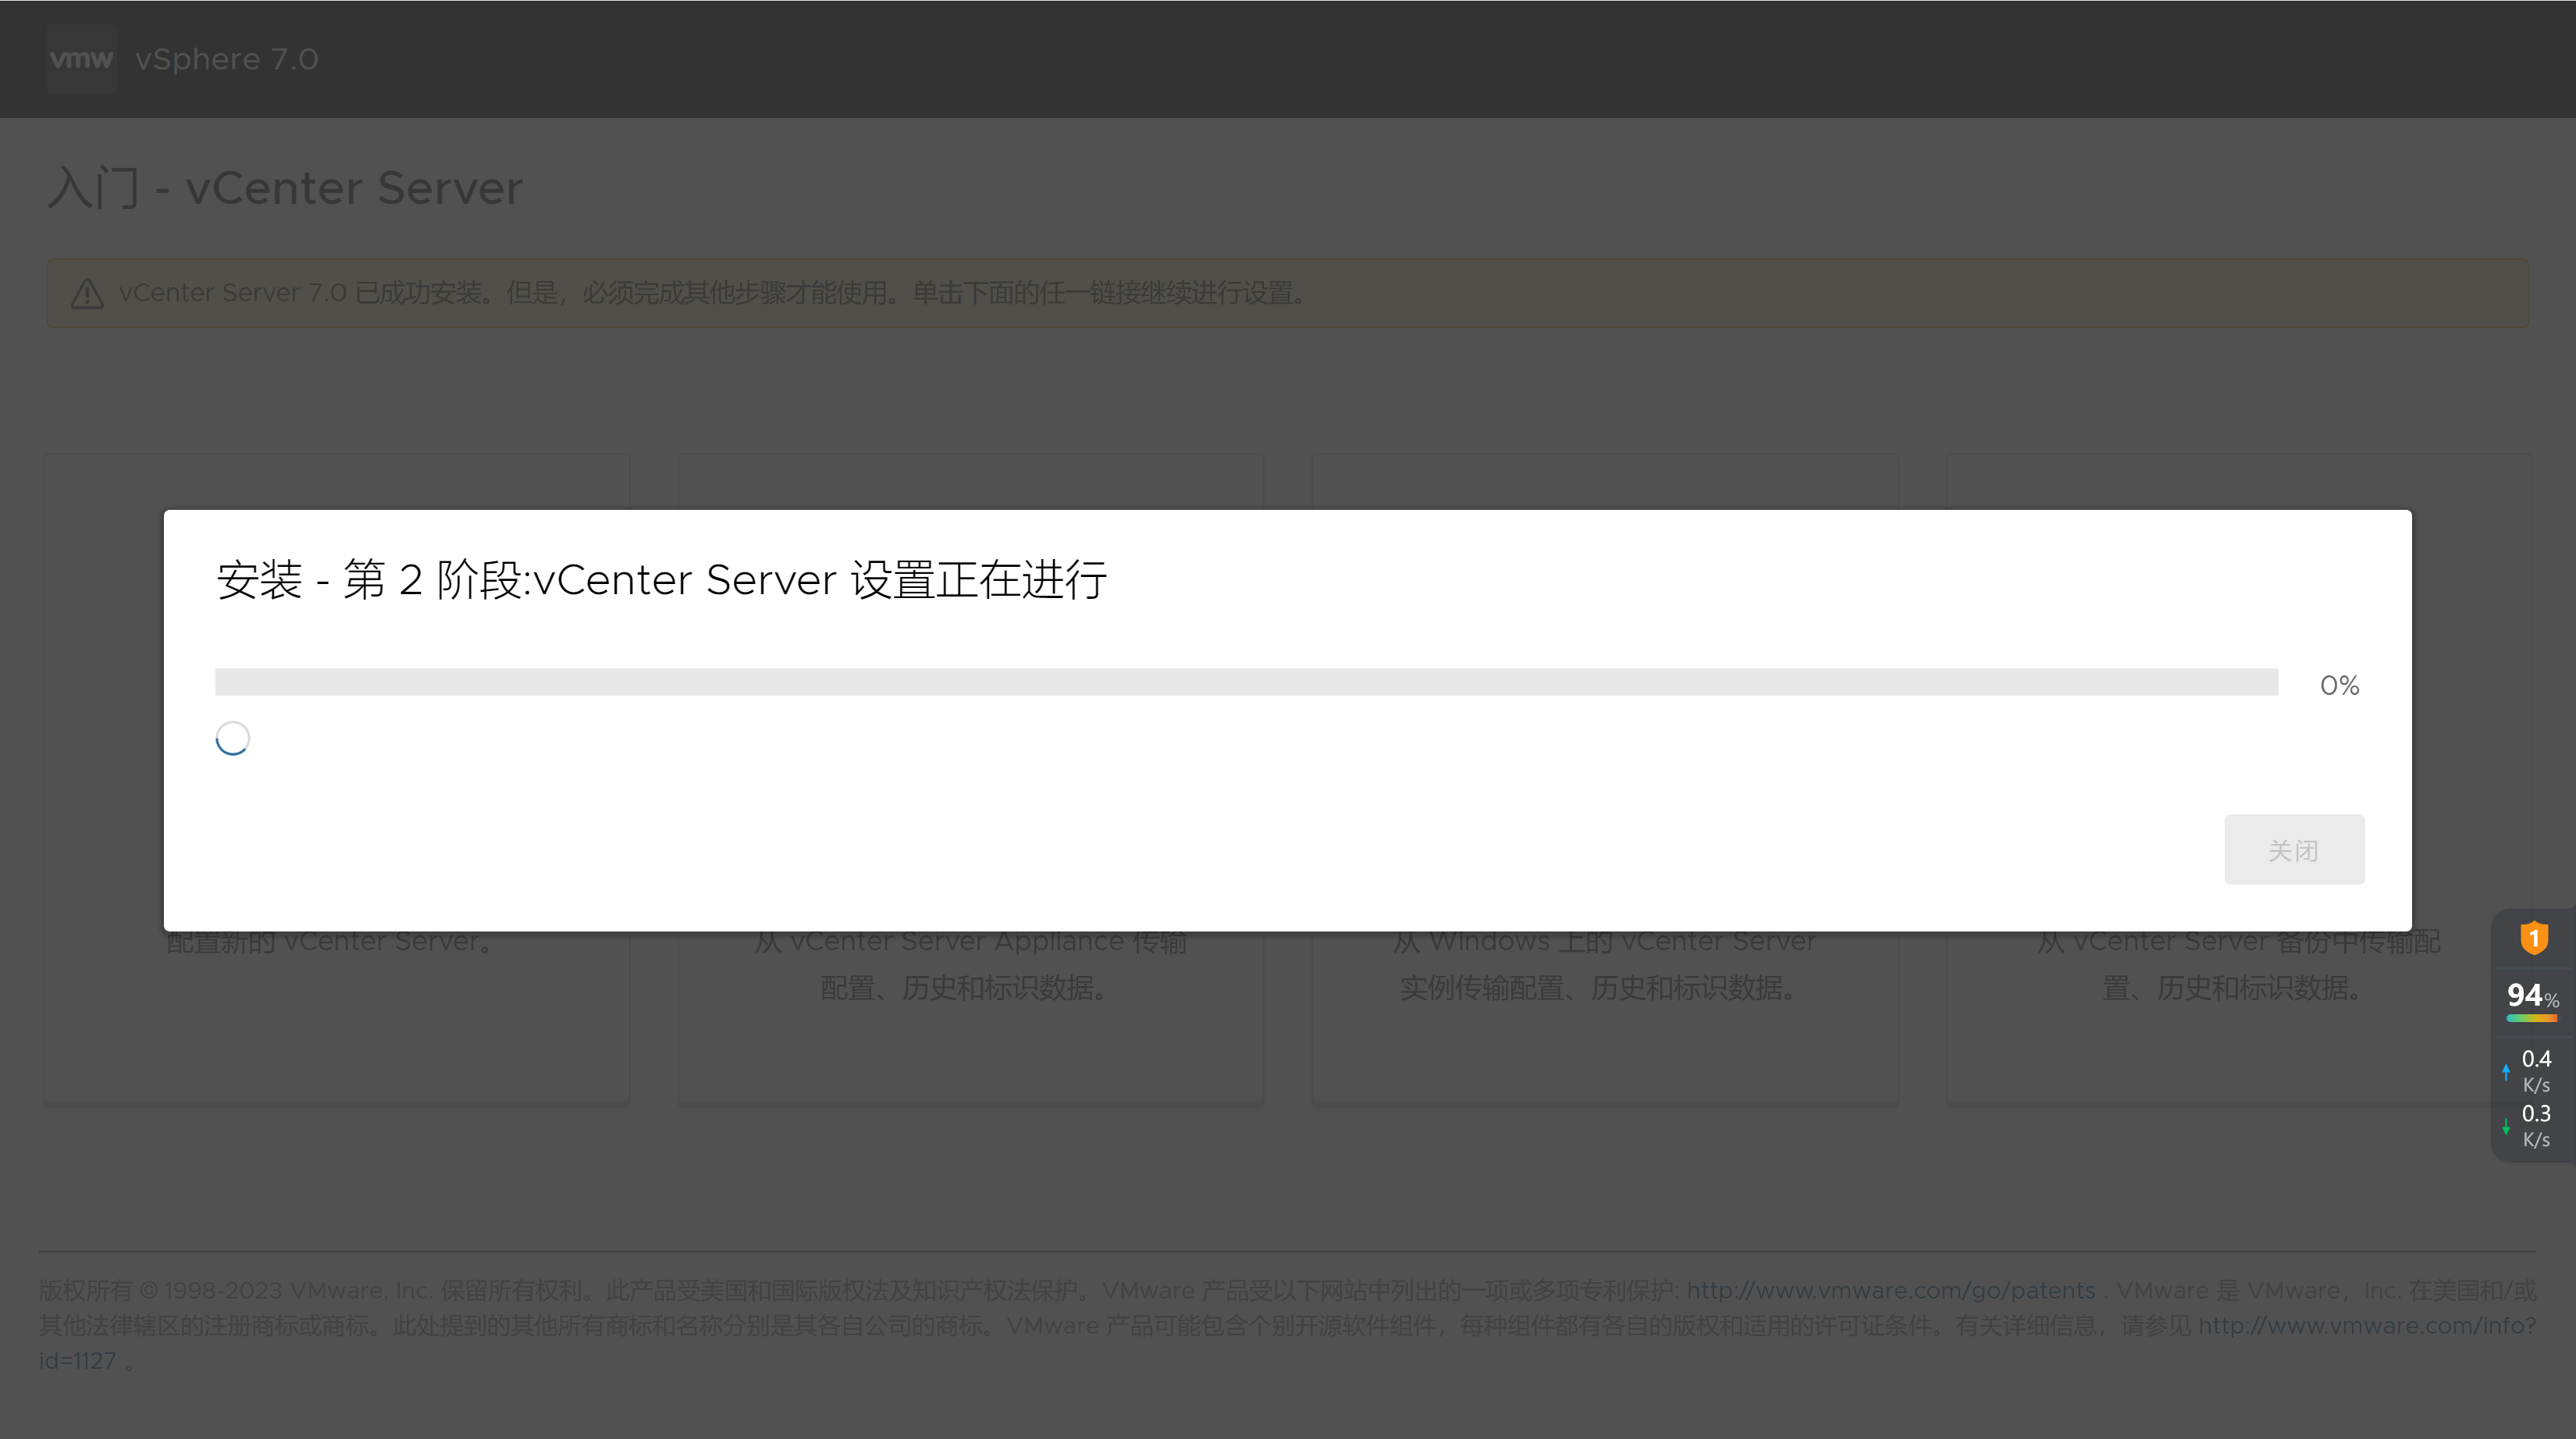 vmw vSphere 7.0
入门 - vCenter Server
vCenter Server 7.0 已成功安装。但是，必须完成其他步骤才能使用。单击下面的任一链接继续进行设置。
安装 - 第 2 阶段:vCenter Server 设置正在进行
0%
关闭
配置新的 vCenter Server。
从 vCenter Server Appliance 传输
配置、历史和标识数据。
从 Windows 上的 vCenter Server
实例传输配置、历史和标识数据。
从 vCenter Server 备份中传输配
置、历史和标识数据。
1
94%
0.4
K/s
0.3
K/s
版权所有 © 1998-2023 VMware, Inc. 保留所有权利。此产品受美国和国际版权法及知识产权法保护。VMware 产品受以下网站中列出的一项或多项专利保护: http://www.vmware.com/go/patents . VMware 是 VMware，Inc. 在美国和/或
其他法律辖区的注册商标或商标。此处提到的其他所有商标和名称分别是其各自公司的商标。VMware 产品可能包含个别开源软件组件，每种组件都有各自的版权和适用的许可证条件。有关详细信息，请参见 http://www.vmware.com/info?
id=1127 。